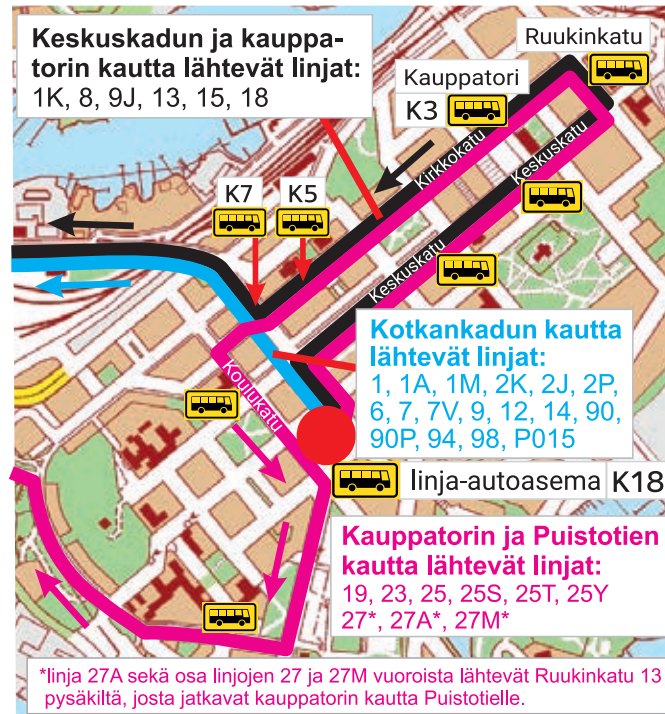 Keskuskadun ja kauppa-
torin kautta lähtevät linjat:
1K, 8, 9J, 13, 15, 18
Ruukinkatu
Kauppatori
K3
Kirkkokatu
Keskuskatu
K7
K5
Keskuskatu
Kotkankadun kautta
lähtevät linjat:
1, 1A, 1M, 2K, 2J, 2P,
6, 7, 7V, 9, 12, 14, 90,
90P, 94, 98, P015
Koulukatu
linja-autoasema K18
Kauppatorin ja Puistotien
kautta lähtevät linjat:
19, 23, 25, 25S, 25T, 25Y
27*, 27A*, 27M*
*linja 27A sekä osa linjojen 27 ja 27M vuoroista lähtevät Ruukinkatu 13
pysäkiltä, josta jatkavat kauppatorin kautta Puistotielle.